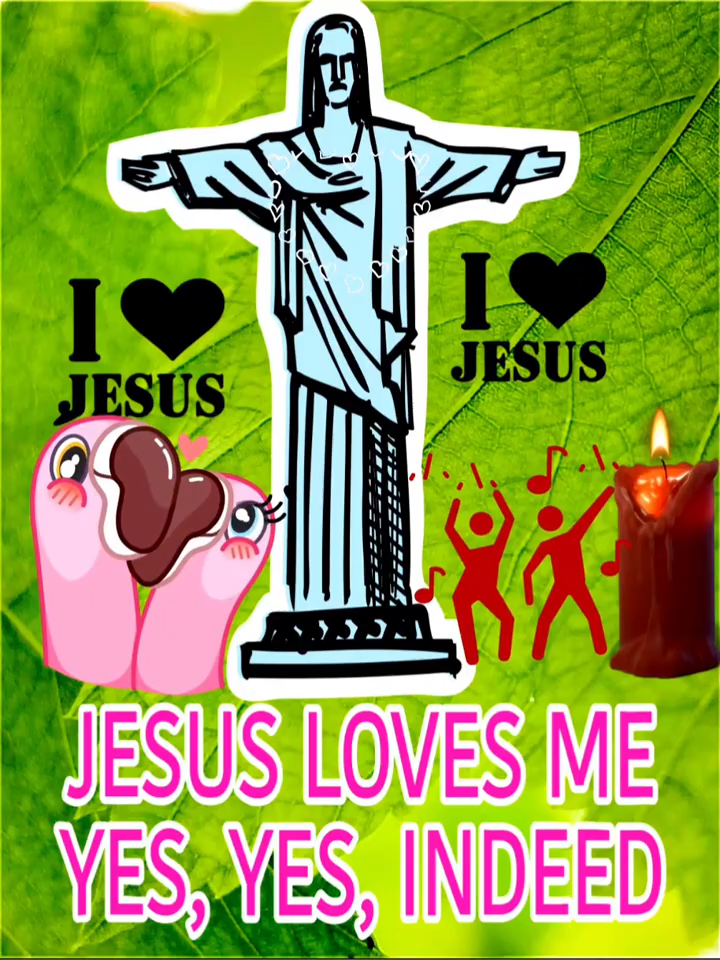 I ♥
JESUS
I ♥
JESUS
JESUS LOVES ME
YES, YES, INDEED